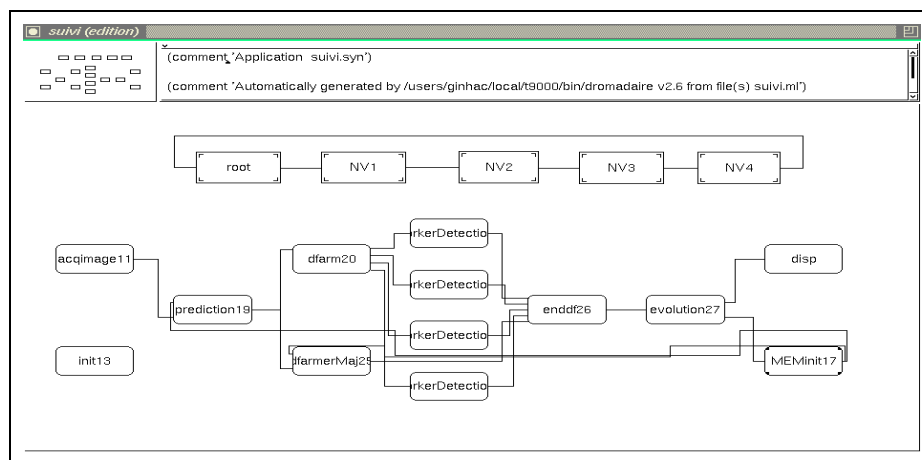 suivi (edition)
(comment 'Application suivi.syn')
(comment 'Automatically generated by /users/ginhac/local/t9000/bin/dromadaire v2.6 from file(s) suivi.ml')
root
NV1
NV2
NV3
NV4
rkerDetectio
acqimage11
dfarm20
disp
rkerDetectio
prediction19
enddf26
evolution27
rkerDetectio
init13
dfarmerMaj25
MEMinit17
rkerDetectio